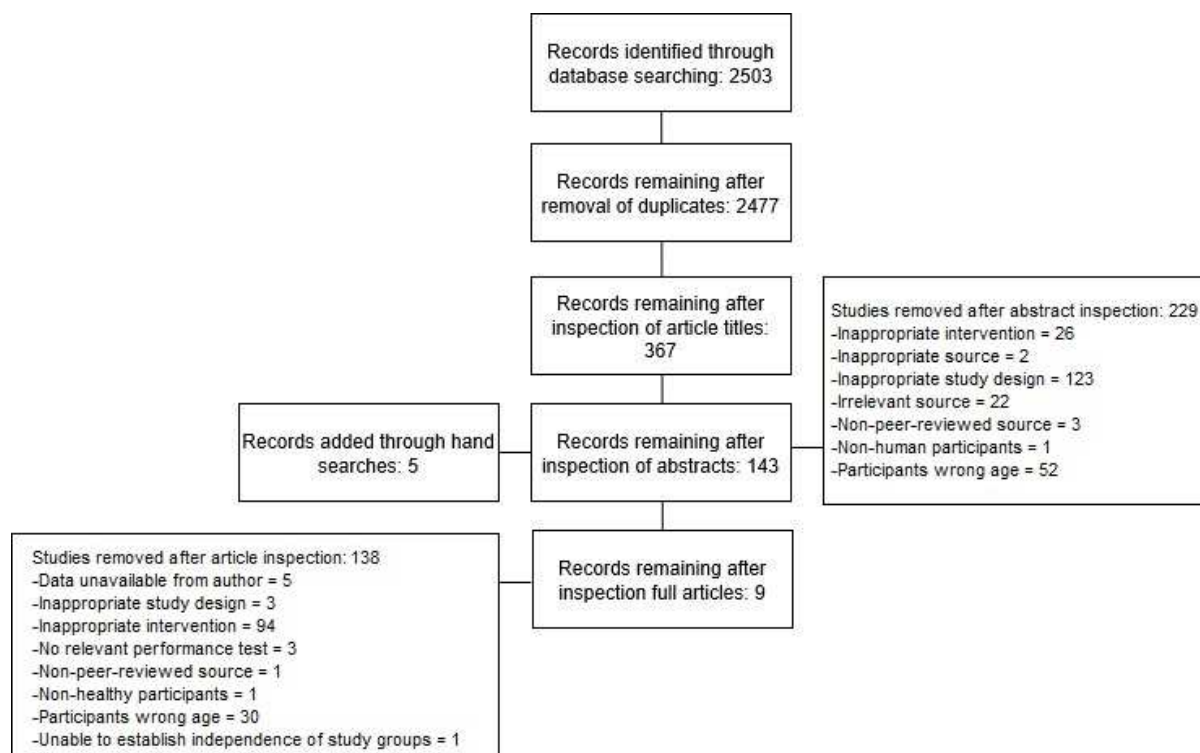 Records identified through
database searching: 2503
Records remaining after
removal of duplicates: 2477
Records remaining after
inspection of article titles:
367
Studies removed after abstract inspection: 229
-Inappropriate intervention = 26
-Inappropriate source = 2
-Inappropriate study design = 123
-Irrelevant source = 22
-Non-peer-reviewed source = 3
-Non-human participants = 1
-Participants wrong age = 52
Records added through hand
searches: 5
Records remaining after
inspection of abstracts: 143
Studies removed after article inspection: 138
-Data unavailable from author = 5
-Inappropriate study design = 3
-Inappropriate intervention = 94
-No relevant performance test = 3
-Non-peer-reviewed source = 1
-Non-healthy participants = 1
-Participants wrong age = 30
-Unable to establish independence of study groups = 1
Records remaining after
inspection full articles: 9